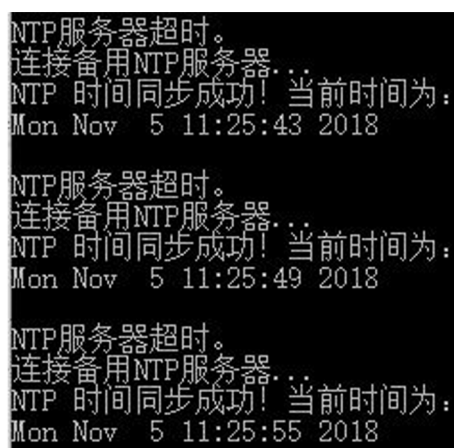 NTP服务器超时。
连接备用NTP服务器...
NTP 时间同步成功! 当前时间为:
Mon Nov  5 11:25:43 2018
NTP服务器超时。
连接备用NTP服务器...
NTP 时间同步成功! 当前时间为:
Mon Nov  5 11:25:49 2018
NTP服务器超时。
连接备用NTP服务器...
NTP 时间同步成功! 当前时间为:
Mon Nov  5 11:25:55 2018